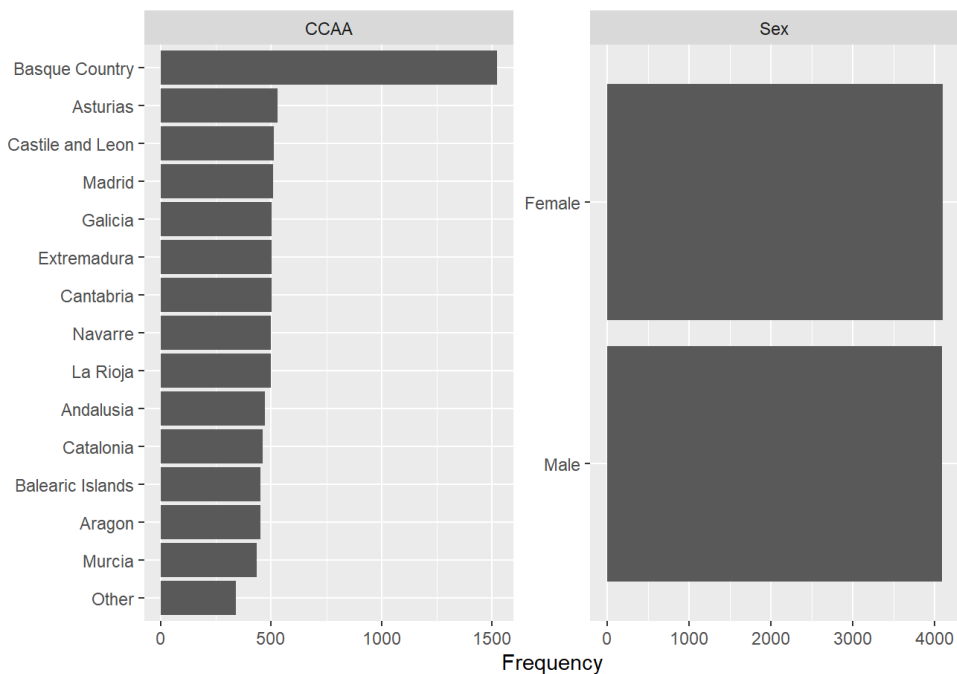 CCAA
Basque Country
Asturias
Castile and Leon
Madrid
Galicia
Extremadura
Cantabria
Navarre
La Rioja
Andalusia
Catalonia
Balearic Islands
Aragon
Murcia
Other
0 500 1000 1500
Sex
Female
Male
0 1000 2000 3000 4000
Frequency